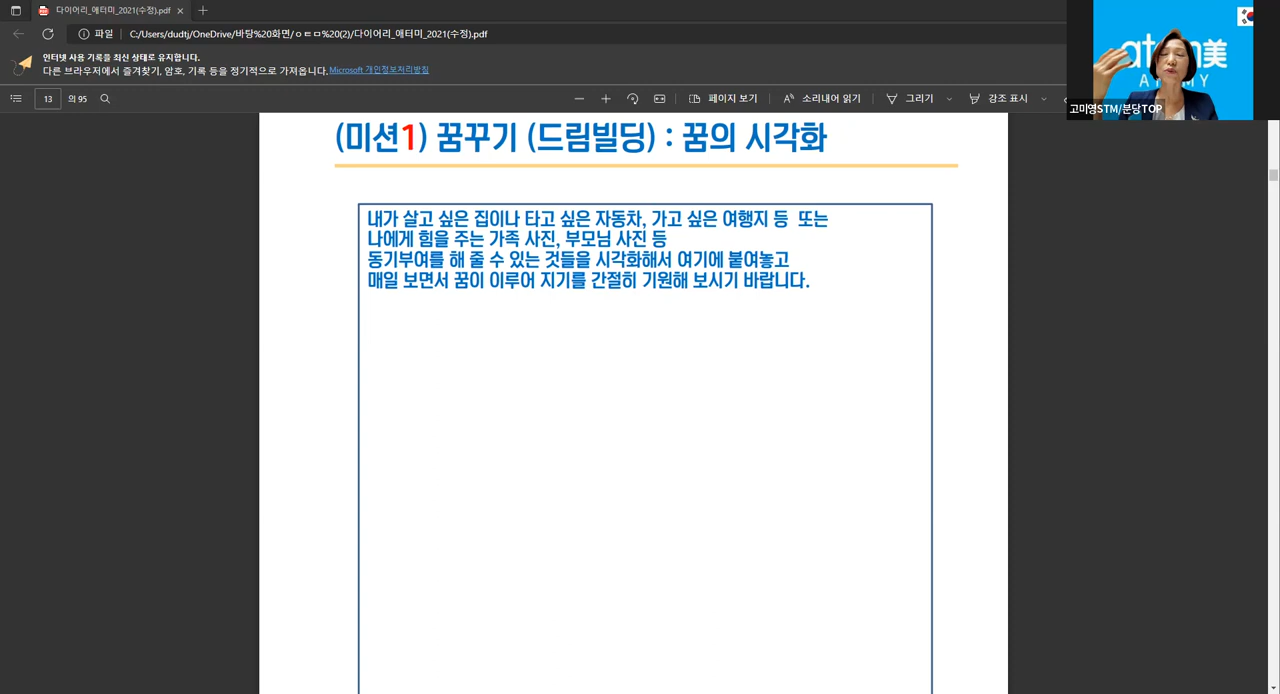 다이어리_애터미_2021(수정).pdf
파일 C:/Users/dudtj/OneDrive/바탕%20화면/ㅇㅌㅁ%20(2)/다이어리_애터미_2021(수정).pdf
인터넷 사용 기록을 최신 상태로 유지합니다.
다른 브라우저에서 즐겨찾기, 암호, 기록 등을 정기적으로 가져옵니다. Microsoft 개인정보처리방침
13 의 95 페이지 보기 소리내어 읽기 그리기 강조 표시
美
고미영STM/분당TOP
(미션1) 꿈꾸기 (드림빌딩) : 꿈의 시각화
내가 살고 싶은 집이나 타고 싶은 자동차, 가고 싶은 여행지 등 또는
나에게 힘을 주는 가족 사진, 부모님 사진 등
동기부여를 해 줄 수 있는 것들을 시각화해서 여기에 붙여놓고
매일 보면서 꿈이 이루어 지기를 간절히 기원해 보시기 바랍니다.